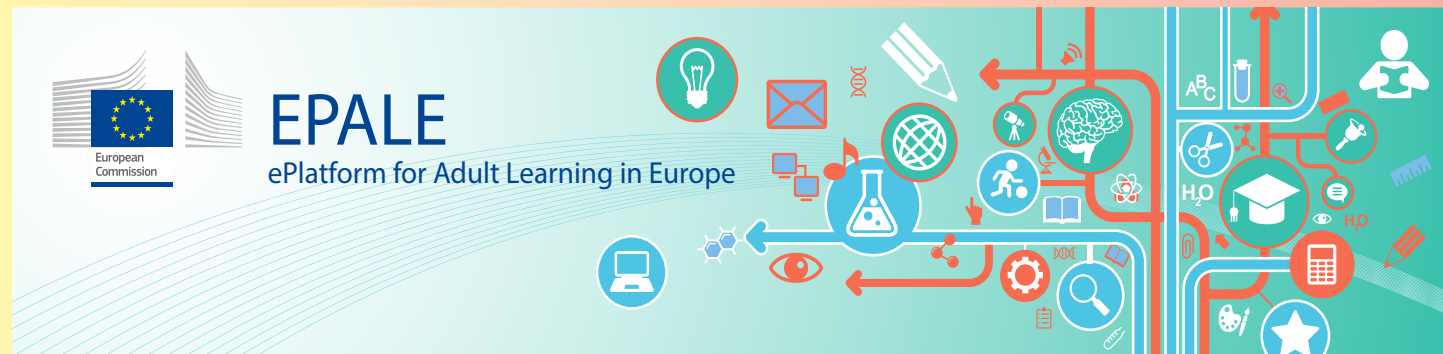 EPALE
ePlatform for Adult Learning in Europe
European
Commission
ABC
H₂O
H₂O